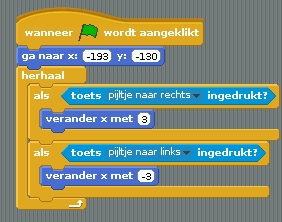 wanneer wordt aangeklikt
ga naar x: -193 y: -130
herhaal
als toets pijltje naar rechts ingedrukt?
verander x met 3
als toets pijltje naar links ingedrukt?
verander x met -3